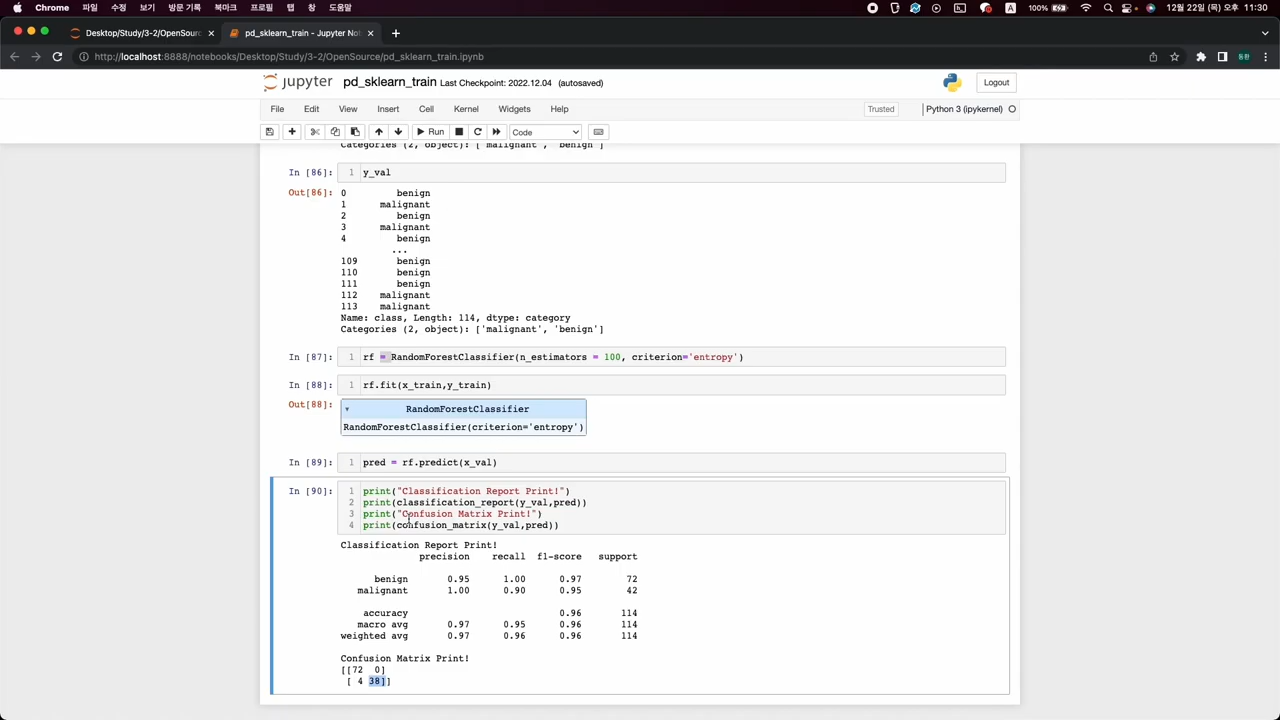 Chrome 파일 수정 보기 방문 기록 북마크 프로필 탭 창 도움말 A 100% 12월 22일 (목) 오후 11:30
Desktop/Study/3-2/OpenSourc × pd_sklearn_train - Jupyter Not × +
http://localhost:8888/notebooks/Desktop/Study/3-2/OpenSource/pd_sklearn_train.ipynb 동환
jupyter pd_sklearn_train Last Checkpoint: 2022.12.04 (autosaved) Logout
File Edit View Insert Cell Kernel Widgets Help Trusted Python 3 (ipykernel)
Run Code
Categories (2, object): ['malignant', 'benign']
In [86]: 1 y_val
Out[86]: 0 benign
1 malignant
2 benign
3 malignant
4 benign
...
109 benign
110 benign
111 benign
112 malignant
113 malignant
Name: class, Length: 114, dtype: category
Categories (2, object): ['malignant', 'benign']
In [87]: 1 rf = RandomForestClassifier(n_estimators = 100, criterion='entropy')
In [88]: 1 rf.fit(x_train,y_train)
Out[88]: ▾ RandomForestClassifier
RandomForestClassifier(criterion='entropy')
In [89]: 1 pred = rf.predict(x_val)
In [90]: 1 print("Classification Report Print!")
2 print(classification_report(y_val,pred))
3 print("Confusion Matrix Print!")
4 print(confusion_matrix(y_val,pred))
Classification Report Print!
precision recall f1-score support
benign 0.95 1.00 0.97 72
malignant 1.00 0.90 0.95 42
accuracy 0.96 114
macro avg 0.97 0.95 0.96 114
weighted avg 0.97 0.96 0.96 114
Confusion Matrix Print!
[[72 0]
[ 4 38]]